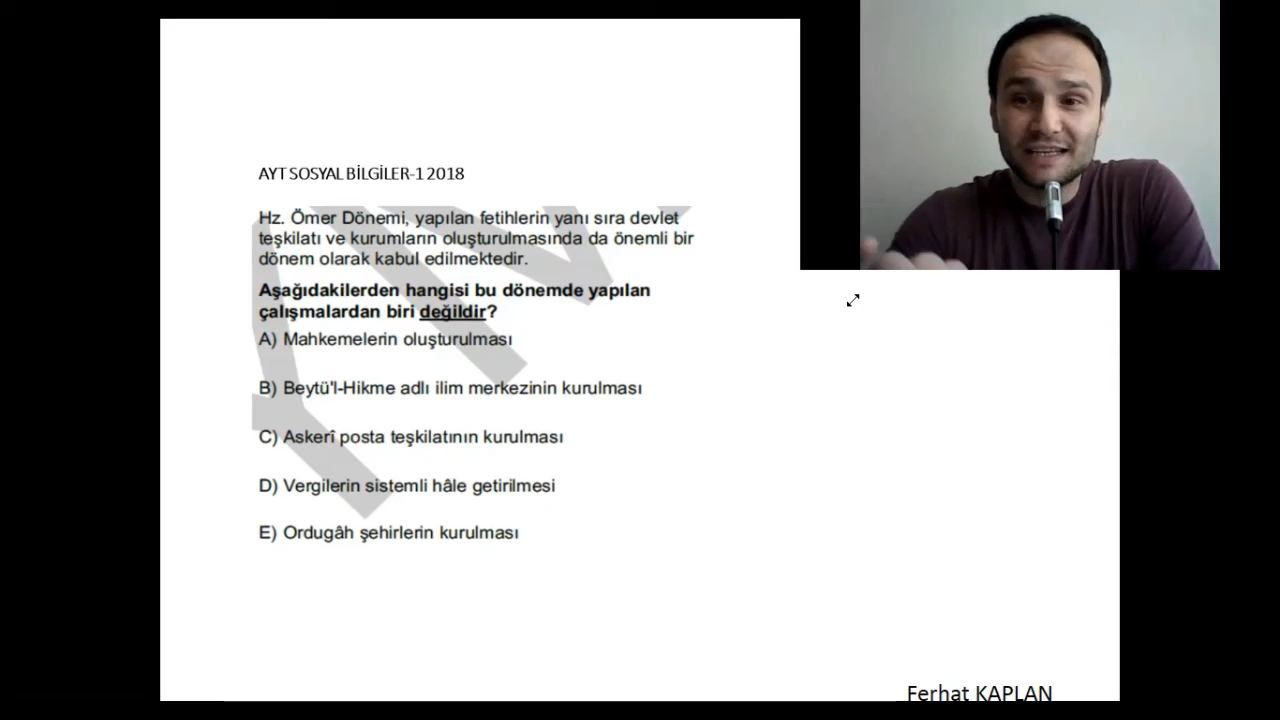 AYT SOSYAL BİLGİLER-1 2018
Hz. Ömer Dönemi, yapılan fetihlerin yanı sıra devlet
teşkilatı ve kurumların oluşturulmasında da önemli bir
dönem olarak kabul edilmektedir.
Aşağıdakilerden hangisi bu dönemde yapılan
çalışmalardan biri değildir?
A) Mahkemelerin oluşturulması
B) Beytü'l-Hikme adlı ilim merkezinin kurulması
C) Askerî posta teşkilatının kurulması
D) Vergilerin sistemli hâle getirilmesi
E) Ordugâh şehirlerin kurulması
Ferhat KAPLAN